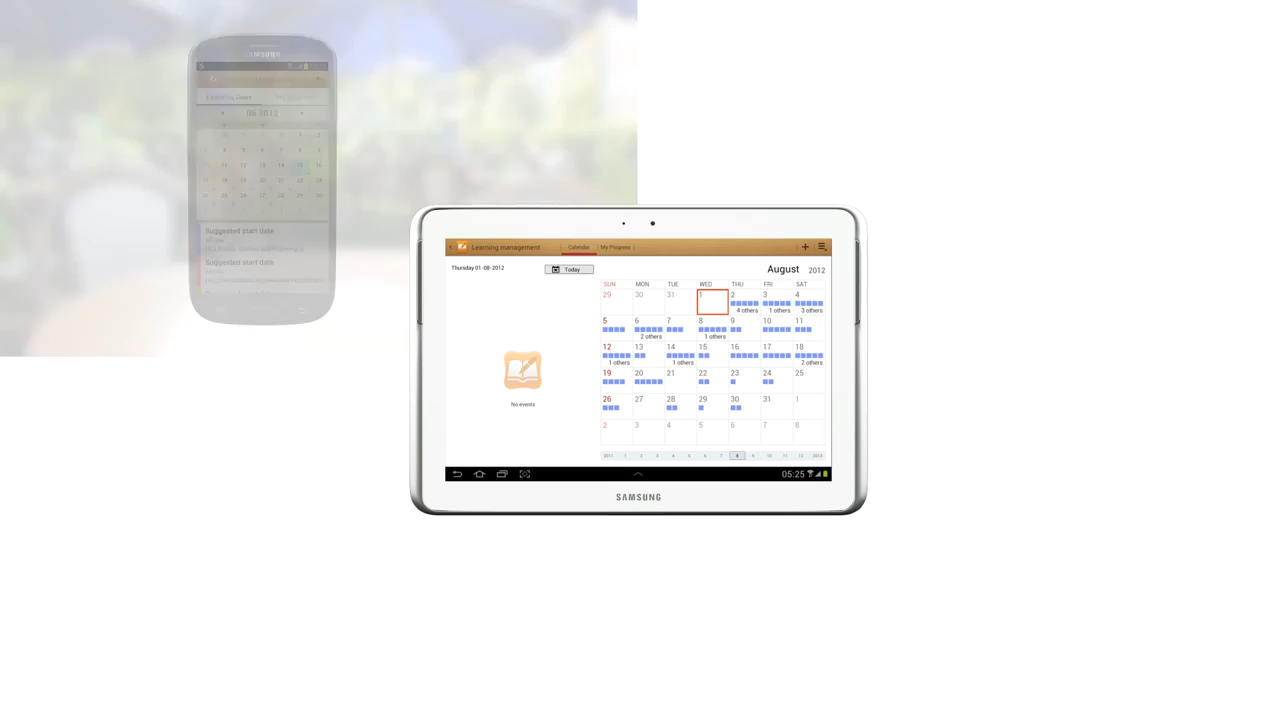 SAMSUNG
06 2012
Suggested start date
Suggested start date
Learning management Calendar My Progress
Thursday 01-08-2012 Today August 2012
SUN MON TUE WED THU FRI SAT
29 30 31 1 2 3 4
4 others 1 others 3 others
5 6 7 8 9 10 11
2 others 1 others
12 13 14 15 16 17 18
1 others 1 others 2 others
19 20 21 22 23 24 25
26 27 28 29 30 31 1
2 3 4 5 6 7 8
No events
2011 1 2 3 4 5 6 7 8 9 10 11 12 2013
05:25
SAMSUNG